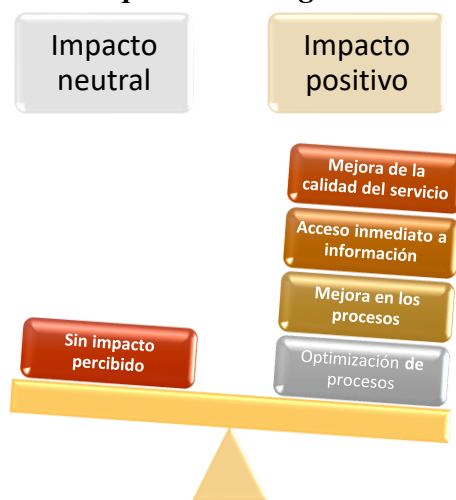 Impacto
neutral
Impacto
positivo
Mejora de la
calidad del servicio
Acceso inmediato a
información
Mejora en los
procesos
Sin impacto
percibido
Optimización de
procesos